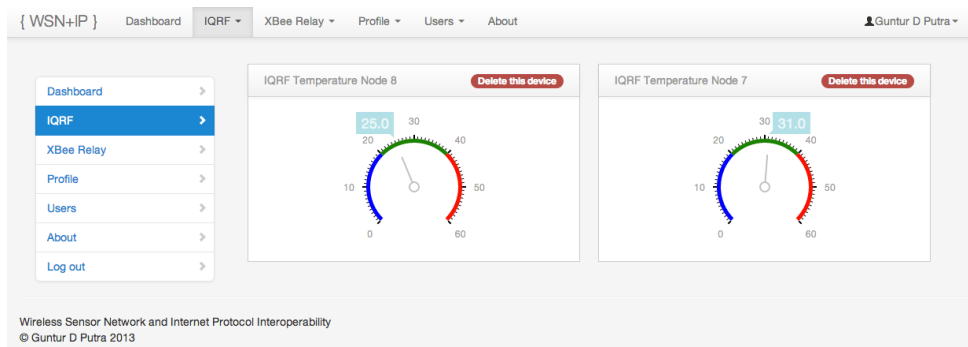 { WSN+IP } Dashboard IQRF XBee Relay Profile Users About Guntur D Putra
Dashboard
IQRF
XBee Relay
Profile
Users
About
Log out
IQRF Temperature Node 8 Delete this device
25.0
0
10
20
30
40
50
60
IQRF Temperature Node 7 Delete this device
31.0
0
10
20
30
40
50
60
Wireless Sensor Network and Internet Protocol Interoperability
© Guntur D Putra 2013